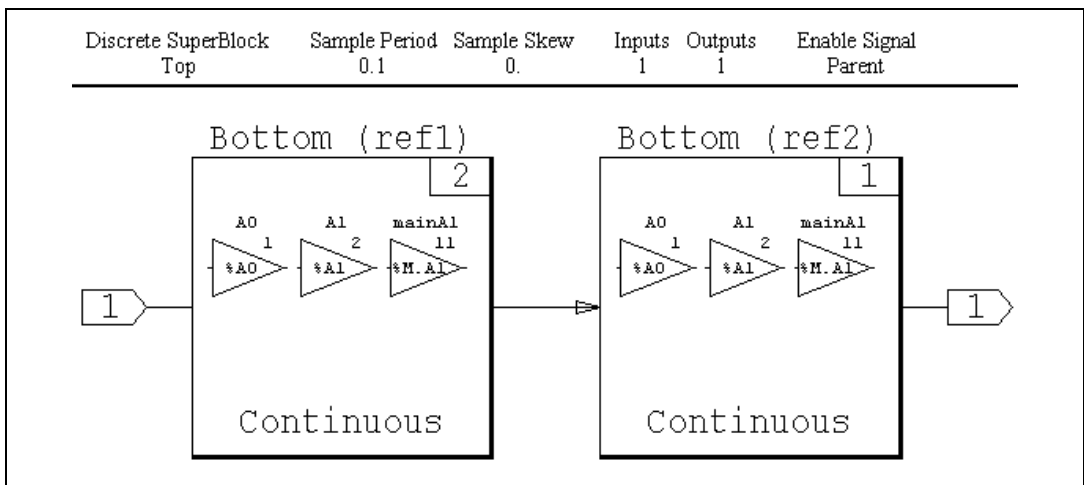 Discrete SuperBlock Sample Period Sample Skew Inputs Outputs Enable Signal
Top 0.1 0. 1 1 Parent
Bottom (ref1) Bottom (ref2)
2 1
A0 A1 mainA1 A0 A1 mainA1
1 2 11 1 2 11
%A0 %A1 %M.A1 %A0 %A1 %M.A1
1 1
Continuous Continuous